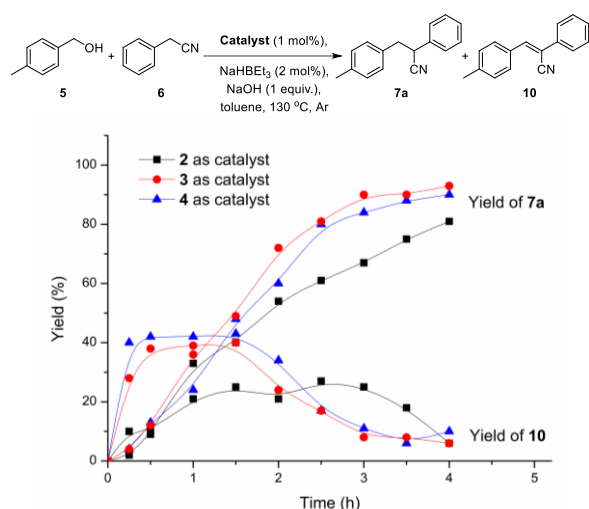 OH
+
CN
Catalyst (1 mol%),
NaHBEt3 (2 mol%),
NaOH (1 equiv.),
toluene, 130 ºC, Ar
CN
+
CN
5
6
7a
10
2 as catalyst
3 as catalyst
4 as catalyst
Yield of 7a
Yield of 10
Yield (%)
100
80
60
40
20
0
0 1 2 3 4 5
Time (h)